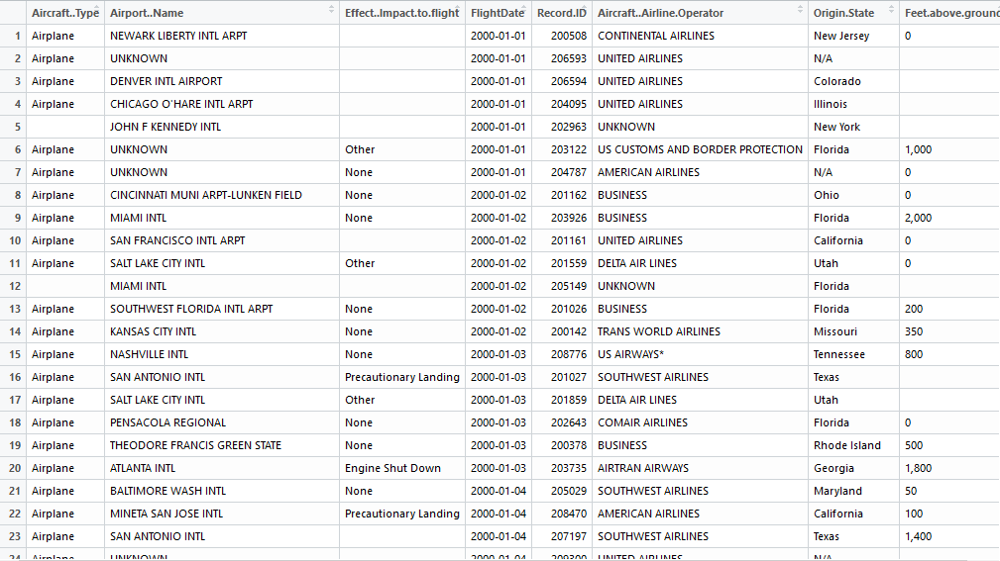 Aircraft..Type Airport..Name Effect..Impact.to.flight FlightDate Record.ID Aircraft..Airline.Operator Origin.State Feet.above.ground
1 Airplane NEWARK LIBERTY INTL ARPT 2000-01-01 200508 CONTINENTAL AIRLINES New Jersey 0
2 Airplane UNKNOWN 2000-01-01 206593 UNITED AIRLINES N/A
3 Airplane DENVER INTL AIRPORT 2000-01-01 206594 UNITED AIRLINES Colorado
4 Airplane CHICAGO O'HARE INTL ARPT 2000-01-01 204095 UNITED AIRLINES Illinois
5 JOHN F KENNEDY INTL 2000-01-01 202963 UNKNOWN New York
6 Airplane UNKNOWN Other 2000-01-01 203122 US CUSTOMS AND BORDER PROTECTION Florida 1,000
7 Airplane UNKNOWN None 2000-01-01 204787 AMERICAN AIRLINES N/A 0
8 Airplane CINCINNATI MUNI ARPT-LUNKEN FIELD None 2000-01-02 201162 BUSINESS Ohio 0
9 Airplane MIAMI INTL None 2000-01-02 203926 BUSINESS Florida 2,000
10 Airplane SAN FRANCISCO INTL ARPT 2000-01-02 201161 UNITED AIRLINES California 0
11 Airplane SALT LAKE CITY INTL Other 2000-01-02 201559 DELTA AIR LINES Utah 0
12 MIAMI INTL 2000-01-02 205149 UNKNOWN Florida
13 Airplane SOUTHWEST FLORIDA INTL ARPT None 2000-01-02 201026 BUSINESS Florida 200
14 Airplane KANSAS CITY INTL None 2000-01-02 200142 TRANS WORLD AIRLINES Missouri 350
15 Airplane NASHVILLE INTL None 2000-01-03 208776 US AIRWAYS* Tennessee 800
16 Airplane SAN ANTONIO INTL Precautionary Landing 2000-01-03 201027 SOUTHWEST AIRLINES Texas
17 Airplane SALT LAKE CITY INTL Other 2000-01-03 201859 DELTA AIR LINES Utah
18 Airplane PENSACOLA REGIONAL None 2000-01-03 202643 COMAIR AIRLINES Florida 0
19 Airplane THEODORE FRANCIS GREEN STATE None 2000-01-03 200378 BUSINESS Rhode Island 500
20 Airplane ATLANTA INTL Engine Shut Down 2000-01-03 203735 AIRTRAN AIRWAYS Georgia 1,800
21 Airplane BALTIMORE WASH INTL None 2000-01-04 205029 SOUTHWEST AIRLINES Maryland 50
22 Airplane MINETA SAN JOSE INTL Precautionary Landing 2000-01-04 208470 AMERICAN AIRLINES California 100
23 Airplane SAN ANTONIO INTL 2000-01-04 207197 SOUTHWEST AIRLINES Texas 1,400
24 Airplane UNKNOWN 2000-01-04 UNITED AIRLINES N/A